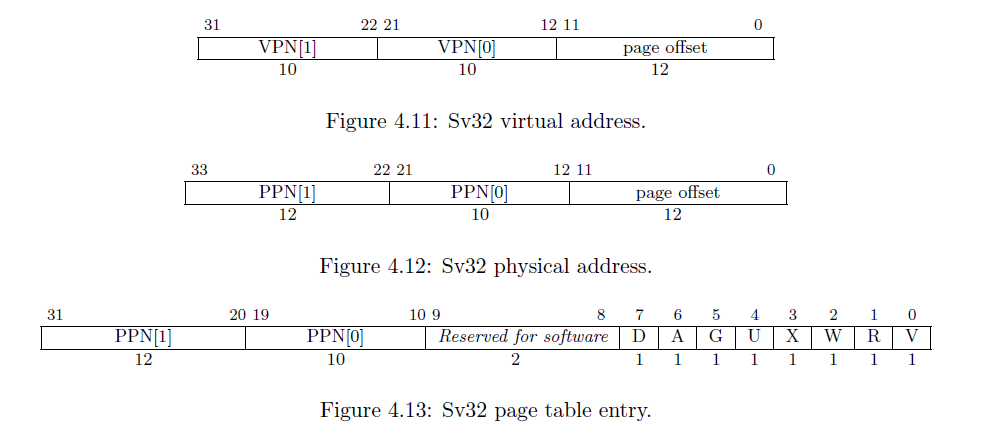 31 22 21 12 11 0
VPN[1] VPN[0] page offset
10 10 12
Figure 4.11: Sv32 virtual address.
33 22 21 12 11 0
PPN[1] PPN[0] page offset
12 10 12
Figure 4.12: Sv32 physical address.
31 20 19 10 9 8 7 6 5 4 3 2 1 0
PPN[1] PPN[0] Reserved for software D A G U X W R V
12 10 2 1 1 1 1 1 1 1 1
Figure 4.13: Sv32 page table entry.